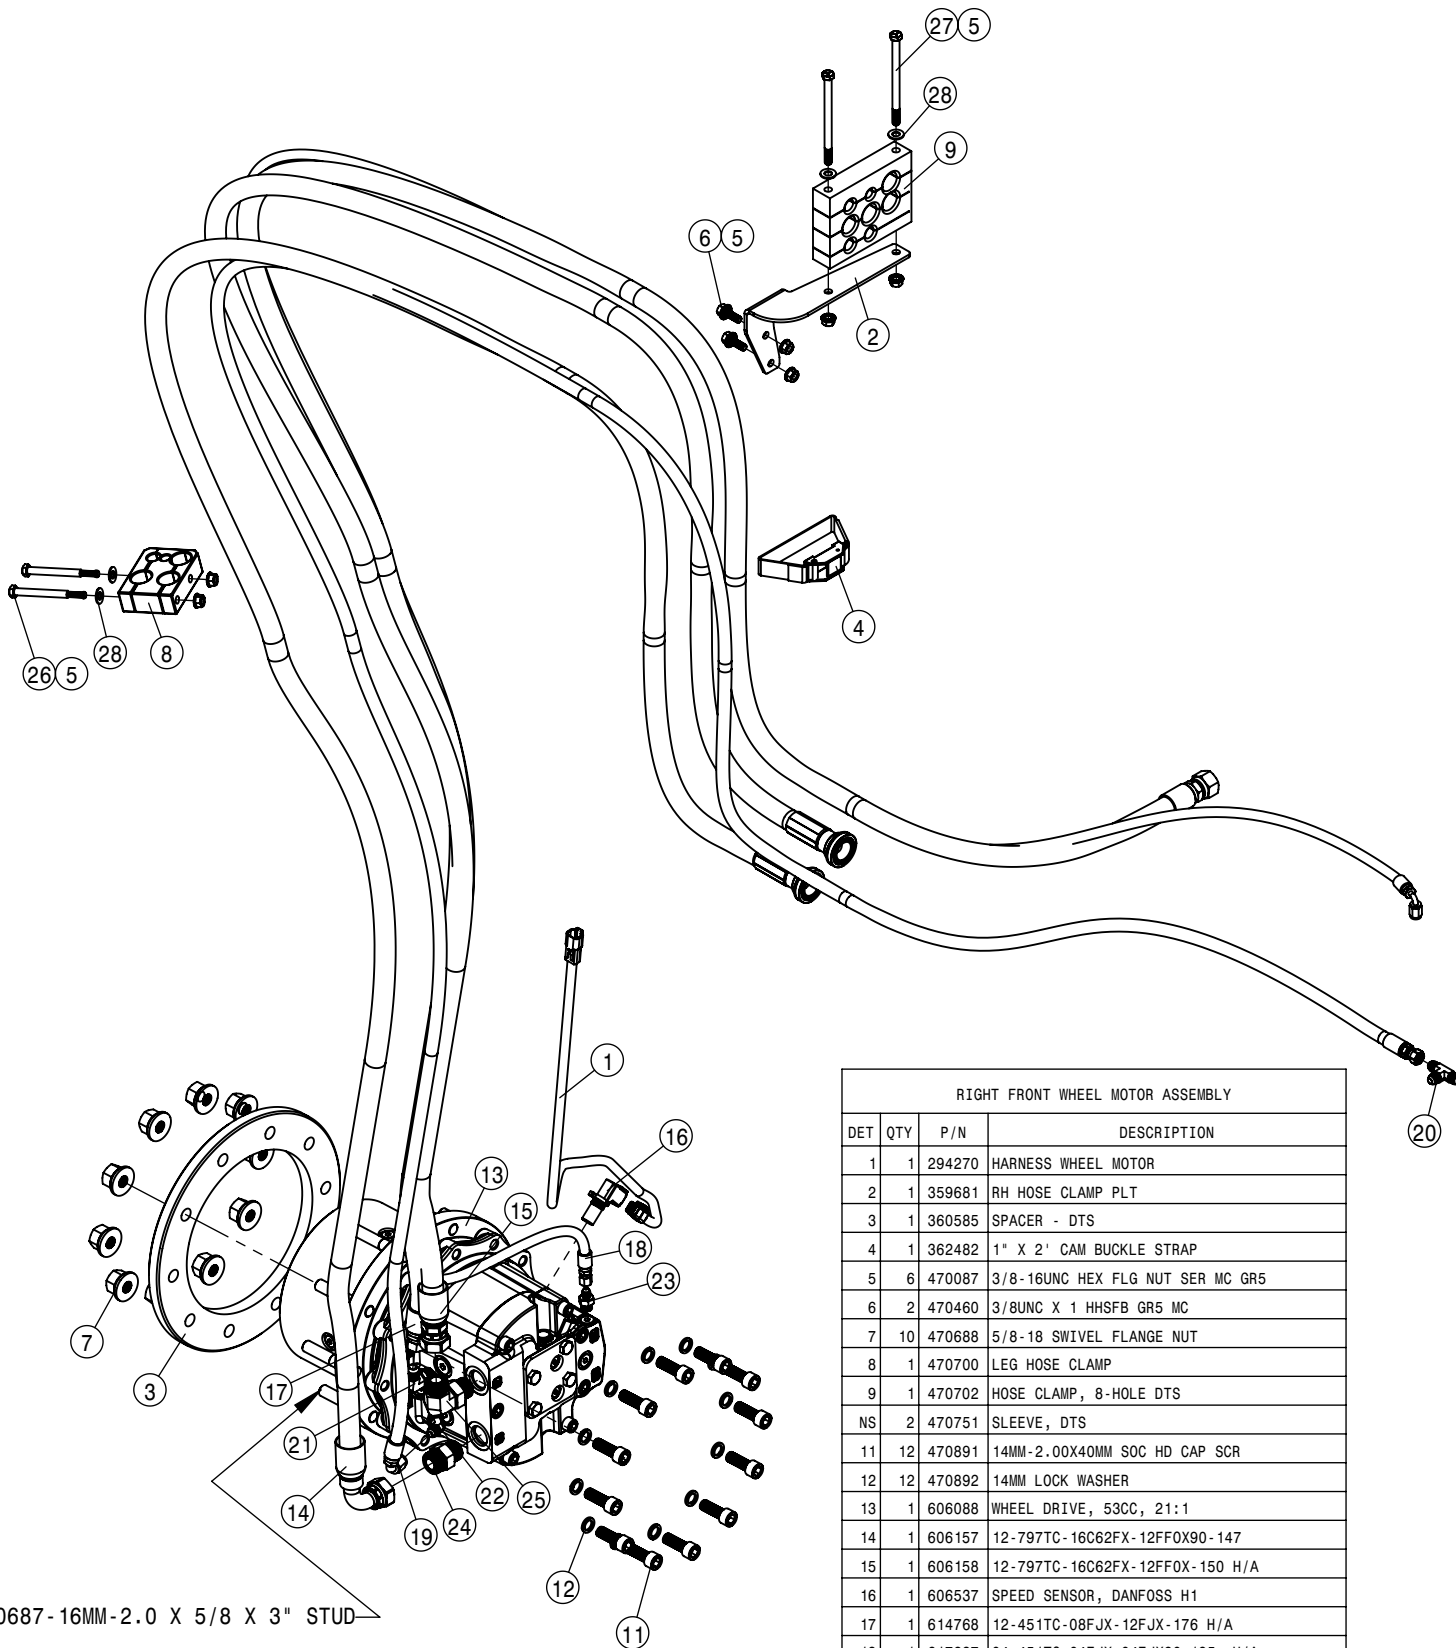 27 5
28
9
6 5
2
4
26 5 28 8
1
16
13
15
18
23
20
7
3
17
21
14
19
24
22
25
12
11
0687-16MM-2.0 X 5/8 X 3" STUD
RIGHT FRONT WHEEL MOTOR ASSEMBLY
DET QTY P/N DESCRIPTION
1 1 294270 HARNESS WHEEL MOTOR
2 1 359681 RH HOSE CLAMP PLT
3 1 360585 SPACER - DTS
4 1 362482 1" X 2' CAM BUCKLE STRAP
5 6 470087 3/8-16UNC HEX FLG NUT SER MC GR5
6 2 470460 3/8UNC X 1 HHSFB GR5 MC
7 10 470688 5/8-18 SWIVEL FLANGE NUT
8 1 470700 LEG HOSE CLAMP
9 1 470702 HOSE CLAMP, 8-HOLE DTS
NS 2 470751 SLEEVE, DTS
11 12 470891 14MM-2.00X40MM SOC HD CAP SCR
12 12 470892 14MM LOCK WASHER
13 1 606088 WHEEL DRIVE, 53CC, 21:1
14 1 606157 12-797TC-16C62FX-12FFOX90-147
15 1 606158 12-797TC-16C62FX-12FFOX-150 H/A
16 1 606537 SPEED SENSOR, DANFOSS H1
17 1 614768 12-451TC-08FJX-12FJX-176 H/A